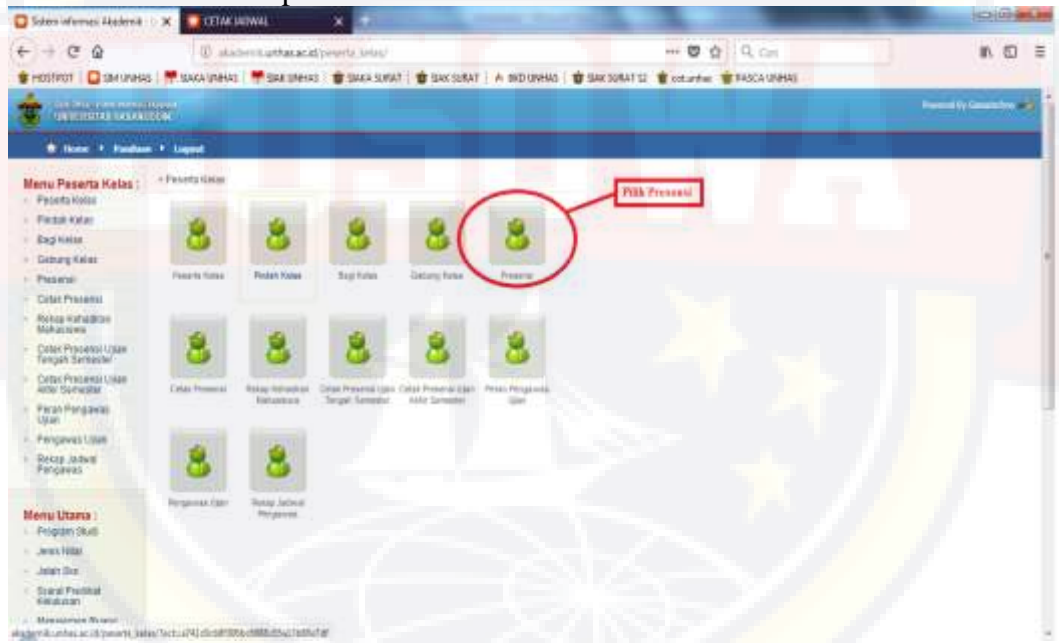 Sistem Informasi Akademik
CETAK JADWAL
akademik.unhas.ac.id/peserta_kelas/
Cari
HOSTPOT
SIM UNHAS
SIAKA UNHAS
SIAK UNHAS
SIAKA SURAT
SIAK SURAT
BKD UNHAS
SIAK SURAT S2
PASCA UNHAS
UNIVERSITAS HASANUDDIN
Home
Panduan
Logout
Menu Peserta Kelas :
Peserta Kelas
Pindah Kelas
Bagi Kelas
Gabung Kelas
Presensi
Cetak Presensi
Rekap Kehadiran
Mahasiswa
Cetak Presensi Ujian
Tengah Semester
Cetak Presensi Ujian
Akhir Semester
Peran Pengawas
Ujian
Pengawas Ujian
Rekap Jadwal
Pengawas
Menu Utama :
Program Studi
Jenis Nilai
Jatah Sks
Syarat Predikat
Kelulusan
Peserta Kelas
Pilih Presensi
Peserta Kelas
Pindah Kelas
Bagi Kelas
Gabung Kelas
Presensi
Cetak Presensi
Rekap Kehadiran
Mahasiswa
Cetak Presensi Ujian
Tengah Semester
Cetak Presensi Ujian
Akhir Semester
Peran Pengawas
Ujian
Pengawas Ujian
Rekap Jadwal
Pengawas